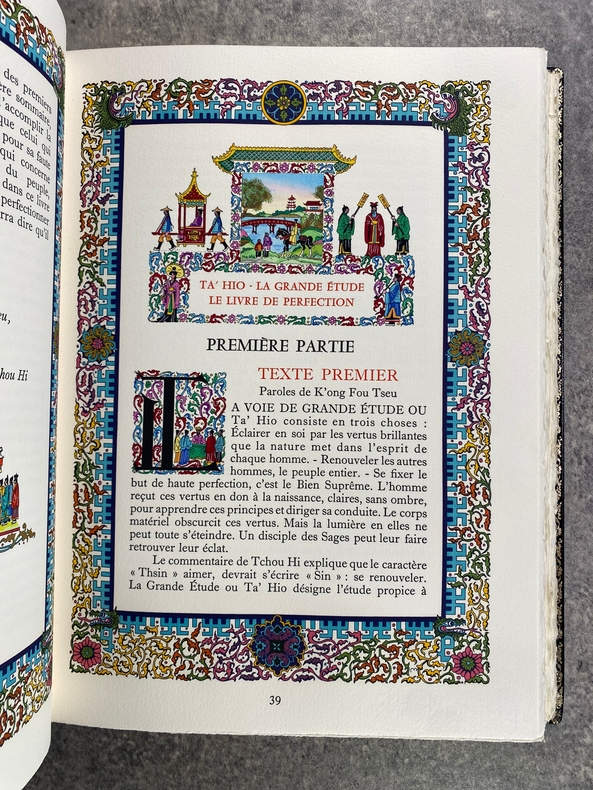 des premiers
ère sommaire,
l'accomplir la
que celui qui
pour sa faute
qui concerne
du peuple
dans ce livre
perfectionner
rra dire qu'il
eu,
hou Hi
TA' HIO · LA GRANDE ÉTUDE
LE LIVRE DE PERFECTION
PREMIÈRE PARTIE
TEXTE PREMIER
Paroles de K'ong Fou Tseu
LA VOIE DE GRANDE ÉTUDE OU
Ta' Hio consiste en trois choses :
Éclairer en soi par les vertus brillantes
que la nature met dans l'esprit de
chaque homme. - Renouveler les autres
hommes, le peuple entier. - Se fixer le
but de haute perfection, c'est le Bien Suprême. L'homme
reçut ces vertus en don à la naissance, claires, sans ombre,
pour apprendre ces principes et diriger sa conduite. Le corps
matériel obscurcit ces vertus. Mais la lumière en elles ne
peut toute s'éteindre. Un disciple des Sages peut leur faire
retrouver leur éclat.
Le commentaire de Tchou Hi explique que le caractère
« Thsin » aimer, devrait s'écrire « Sin » : se renouveler.
La Grande Étude ou Ta' Hio désigne l'étude propice à
39